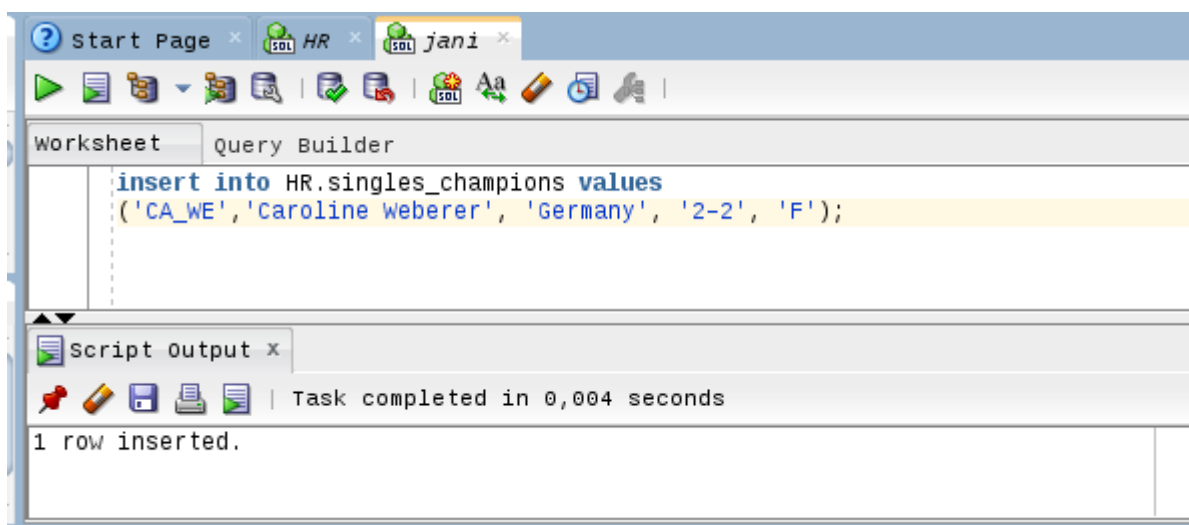 Start Page HR jani
Worksheet Query Builder
insert into HR.singles_champions values
('CA_WE','Caroline Weberer', 'Germany', '2-2', 'F');
Script Output x
Task completed in 0,004 seconds
1 row inserted.